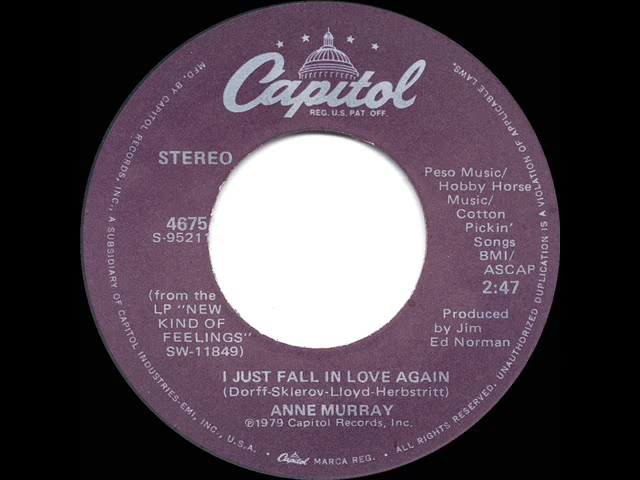 Capitol
REG. U.S. PAT. OFF.
STEREO
4675
S-95211
(from the
LP "NEW
KIND OF
FEELINGS"
SW-11849)
Peso Music/
Hobby Horse
Music/
Cotton
Pickin'
Songs
BMI/
ASCAP
2:47
Produced
by Jim
Ed Norman
I JUST FALL IN LOVE AGAIN
(Dorff-Sklerov-Lloyd-Herbstritt)
ANNE MURRAY
℗1979 Capitol Records, Inc.
MFD. BY CAPITOL RECORDS, INC., A SUBSIDIARY OF CAPITOL INDUSTRIES-EMI, INC., U.S.A. • Capitol MARCA REG. • ALL RIGHTS RESERVED. UNAUTHORIZED DUPLICATION IS A VIOLATION OF APPLICABLE LAWS.